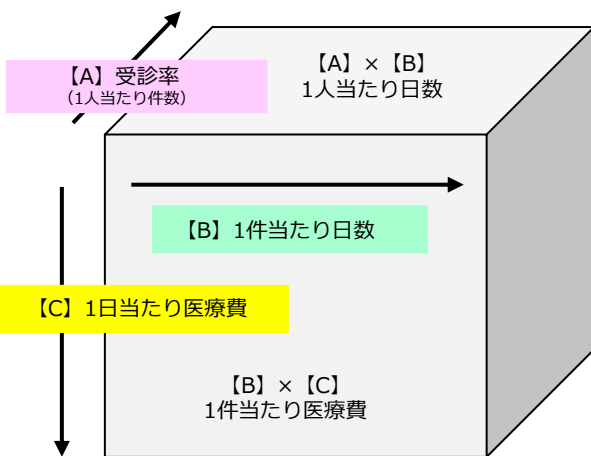 【A】受診率
（1人当たり件数）
【A】×【B】
1人当たり日数
【B】1件当たり日数
【C】1日当たり医療費
【B】×【C】
1件当たり医療費